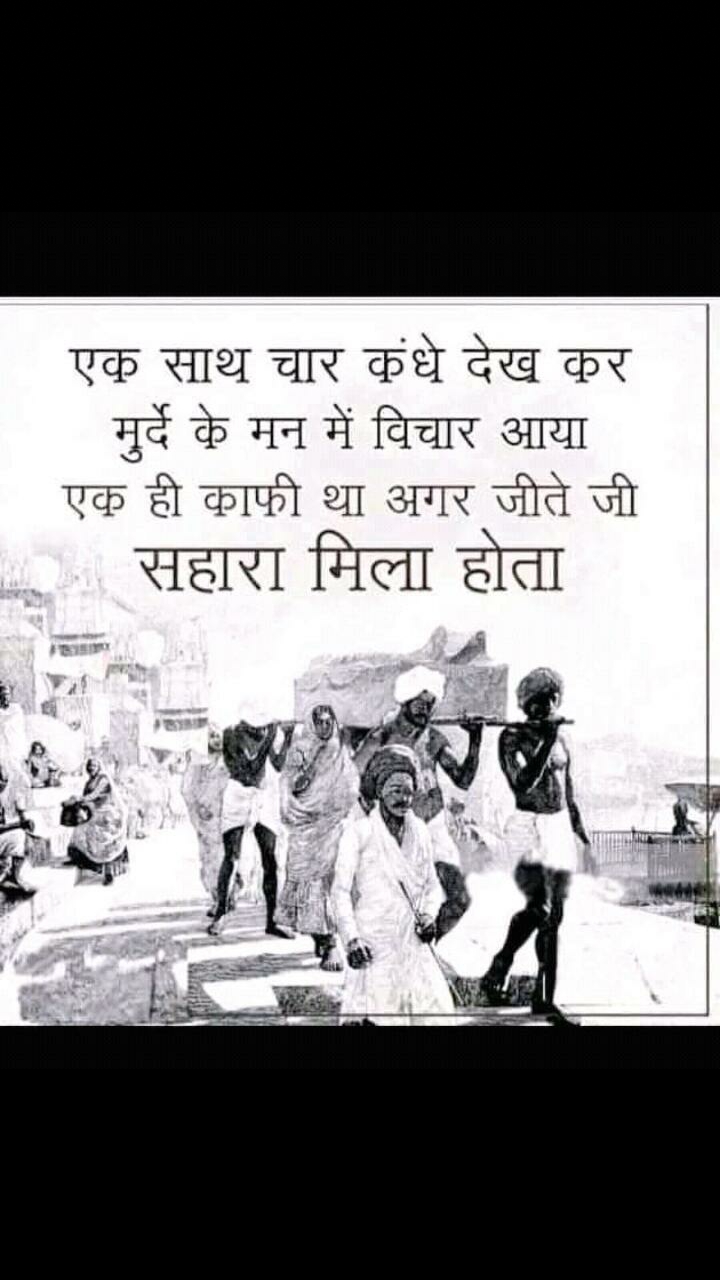 एक साथ चार कंधे देख कर
मुर्दे के मन में विचार आया
एक ही काफी था अगर जीते जी
सहारा मिला होता